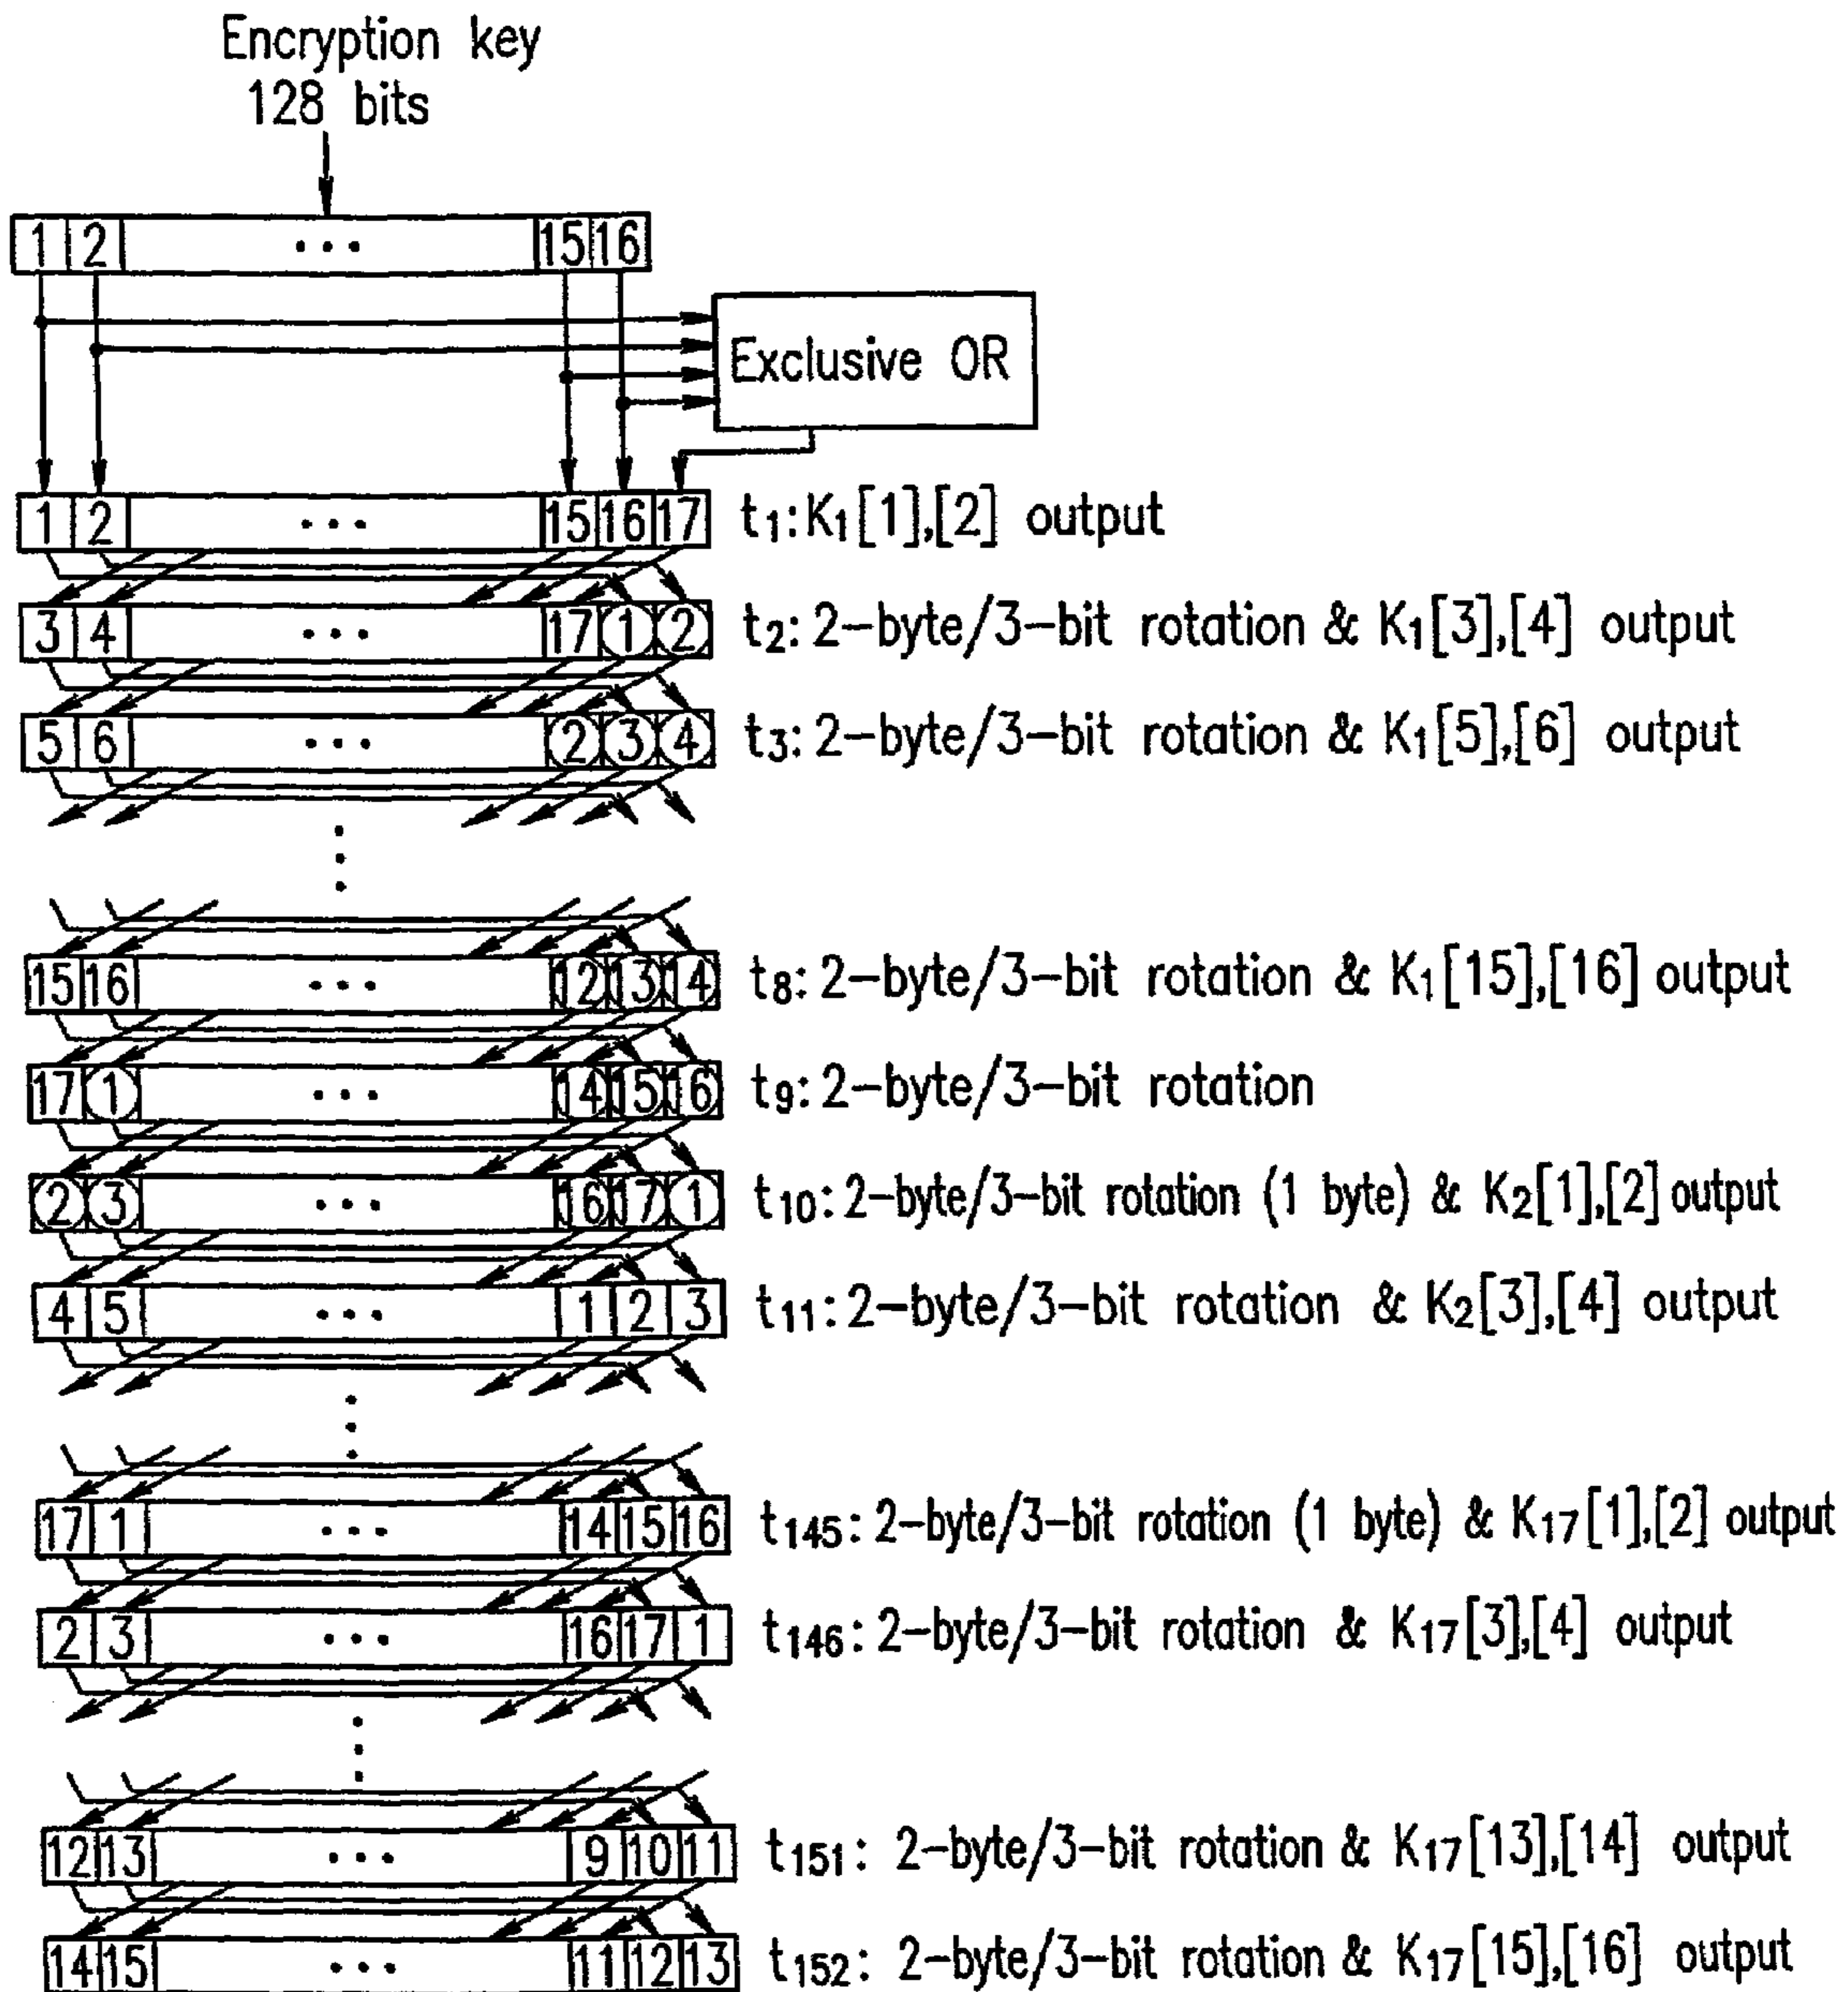 Encryption key
128 bits
1 2 ... 15 16
Exclusive OR
1 2 ... 15 16 17 t1: K1[1],[2] output
3 4 ... 17 1 2 t2: 2-byte/3-bit rotation & K1[3],[4] output
5 6 ... 2 3 4 t3: 2-byte/3-bit rotation & K1[5],[6] output
15 16 ... 12 13 14 t8: 2-byte/3-bit rotation & K1[15],[16] output
17 1 ... 14 15 16 t9: 2-byte/3-bit rotation
2 3 ... 16 17 1 t10: 2-byte/3-bit rotation (1 byte) & K2[1],[2] output
4 5 ... 1 2 3 t11: 2-byte/3-bit rotation & K2[3],[4] output
17 1 ... 14 15 16 t145: 2-byte/3-bit rotation (1 byte) & K17[1],[2] output
2 3 ... 16 17 1 t146: 2-byte/3-bit rotation & K17[3],[4] output
12 13 ... 9 10 11 t151: 2-byte/3-bit rotation & K17[13],[14] output
14 15 ... 11 12 13 t152: 2-byte/3-bit rotation & K17[15],[16] output